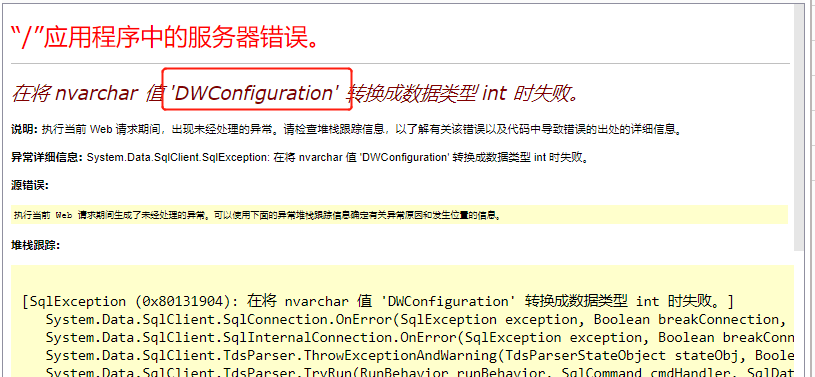 “/”应用程序中的服务器错误。
在将 nvarchar 值 'DWConfiguration' 转换成数据类型 int 时失败。
说明: 执行当前 Web 请求期间，出现未经处理的异常。请检查堆栈跟踪信息，以了解有关该错误以及代码中导致错误的出处的详细信息。
异常详细信息: System.Data.SqlClient.SqlException: 在将 nvarchar 值 'DWConfiguration' 转换成数据类型 int 时失败。
源错误:
执行当前 Web 请求期间生成了未经处理的异常。可以使用下面的异常堆栈跟踪信息确定有关异常原因和发生位置的信息。
堆栈跟踪:
[SqlException (0x80131904): 在将 nvarchar 值 'DWConfiguration' 转换成数据类型 int 时失败。]
System.Data.SqlClient.SqlConnection.OnError(SqlException exception, Boolean breakConnection,
System.Data.SqlClient.SqlInternalConnection.OnError(SqlException exception, Boolean breakConn
System.Data.SqlClient.TdsParser.ThrowExceptionAndWarning(TdsParserStateObject stateObj, Boole
System.Data.SqlClient.TdsParser.TryRun(RunBehavior runBehavior, SqlCommand cmdHandler, SqlDat